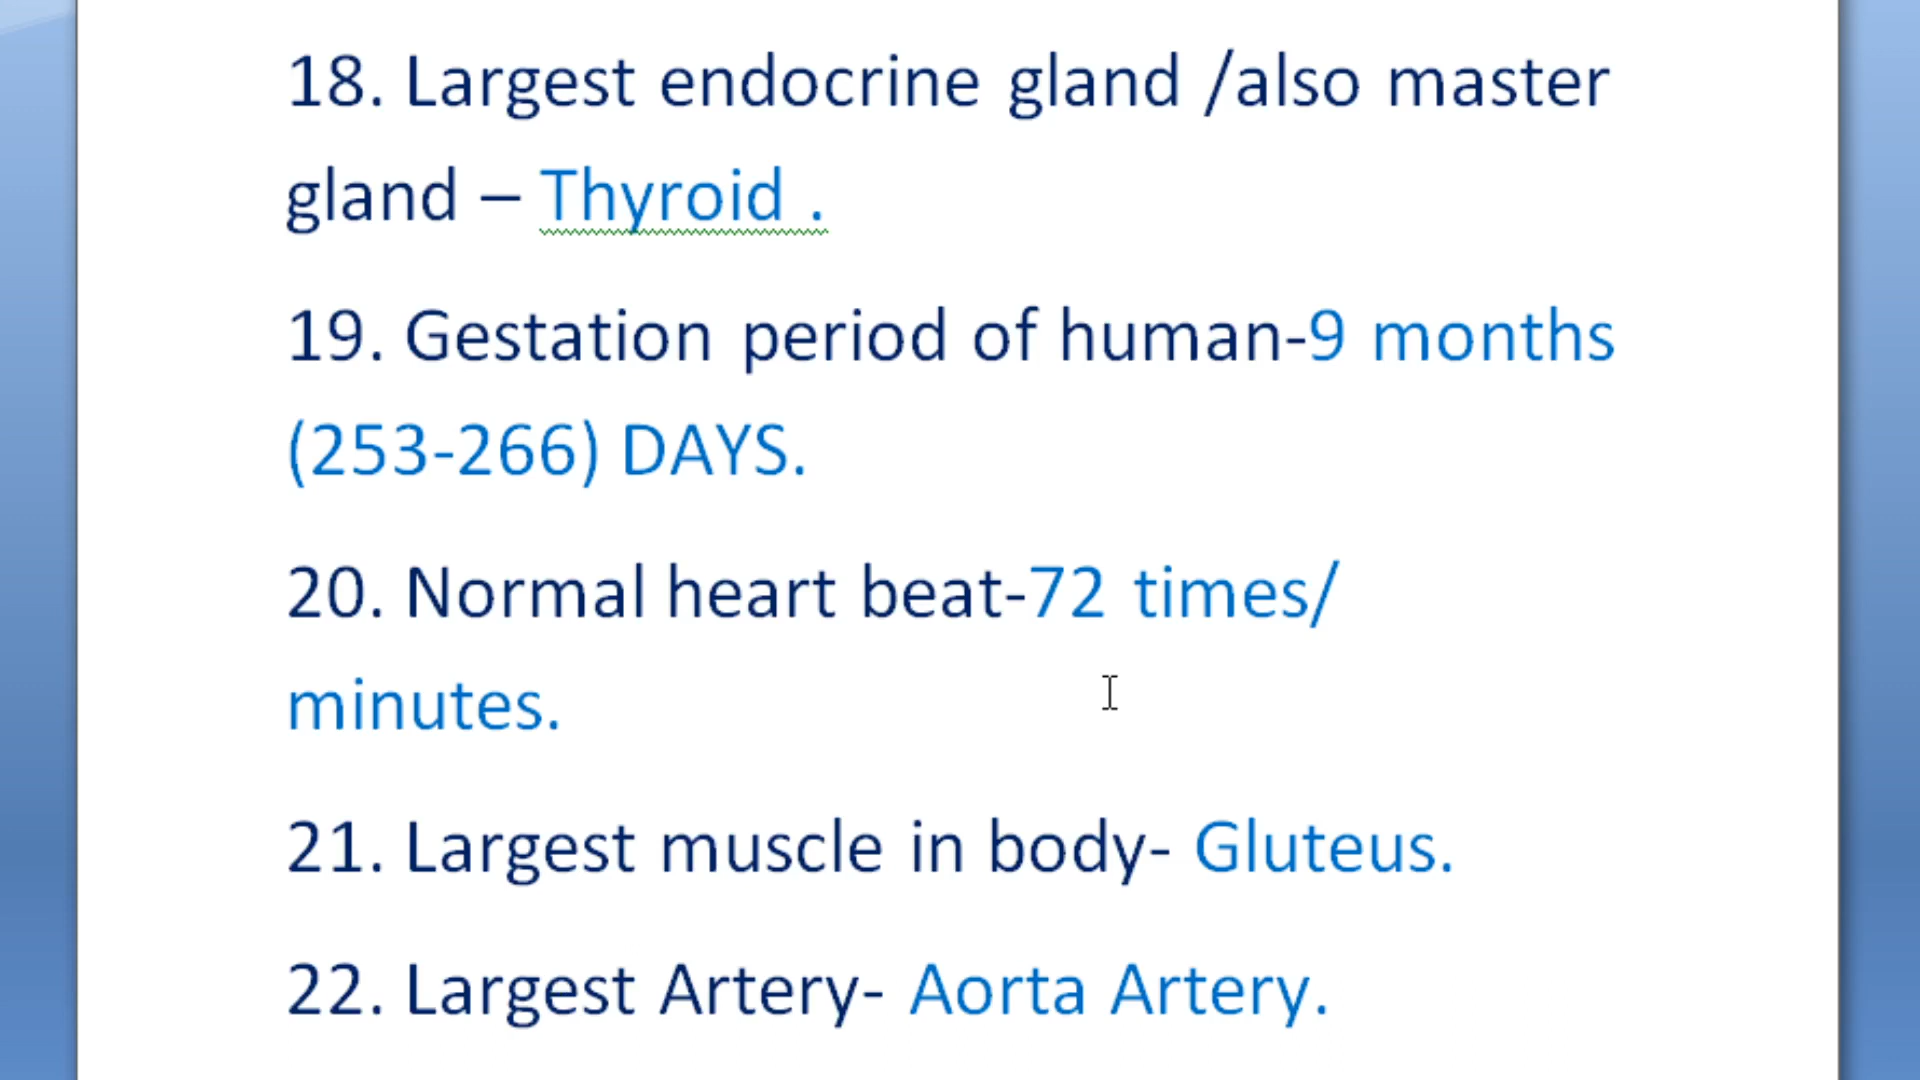 18. Largest endocrine gland /also master
gland – Thyroid .
19. Gestation period of human-9 months
(253-266) DAYS.
20. Normal heart beat-72 times/
minutes.
21. Largest muscle in body- Gluteus.
22. Largest Artery- Aorta Artery.